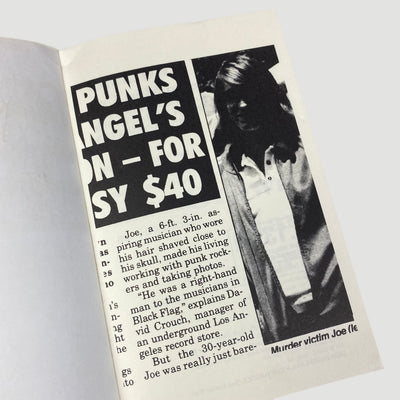 PUNKS
ANGEL'S
ON – FOR
SY $40
Joe, a 6-ft. 3-in. as-
piring musician who wore
his hair shaved close to
his skull, made his living
working with punk rock-
ers and taking photos.
"He was a right-hand
man to the musicians in
Black Flag," explains Da-
vid Crouch, manager of
an underground Los An-
geles record store.
But the 30-year-old
Joe was really just bare-
Murder victim Joe (le